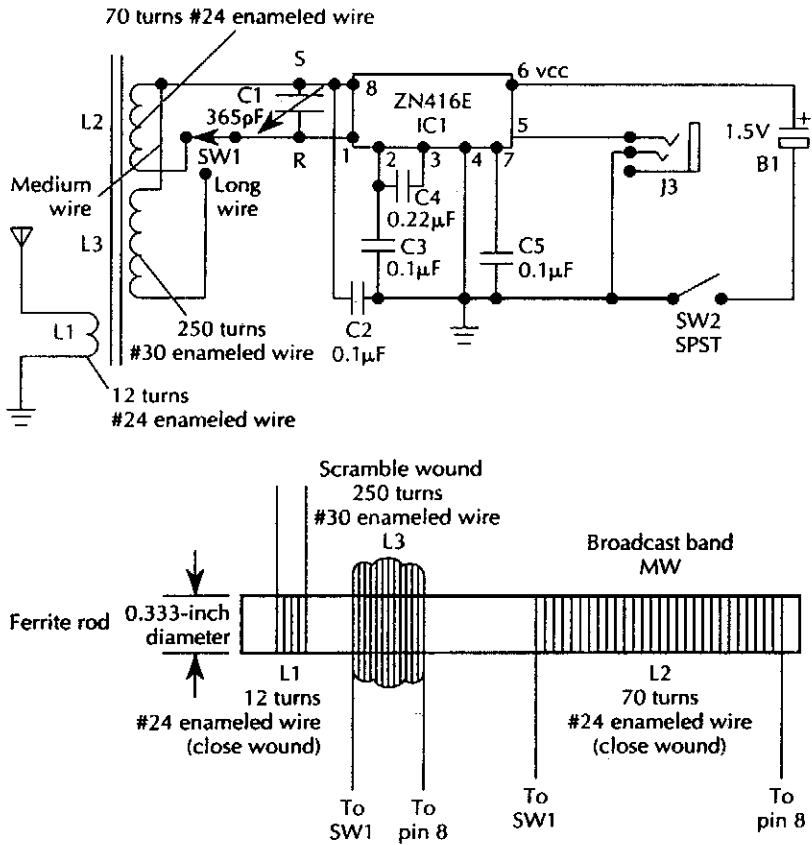 70 turns #24 enameled wire
S
6 vcc
C1
8
ZN416E
IC1
L2
365pF
5
1.5V
+
B1
SW1
R
1
2
3
4
7
J3
Medium
wire
Long
wire
C4
0.22µF
L3
C3
0.1µF
C5
0.1µF
L1
250 turns
#30 enameled wire
C2
0.1µF
SW2
SPST
12 turns
#24 enameled wire
Scramble wound
250 turns
#30 enameled wire
L3
Broadcast band
MW
Ferrite rod
0.333-inch
diameter
L1
12 turns
#24 enameled wire
(close wound)
L2
70 turns
#24 enameled wire
(close wound)
To
SW1
To
pin 8
To
SW1
To
pin 8